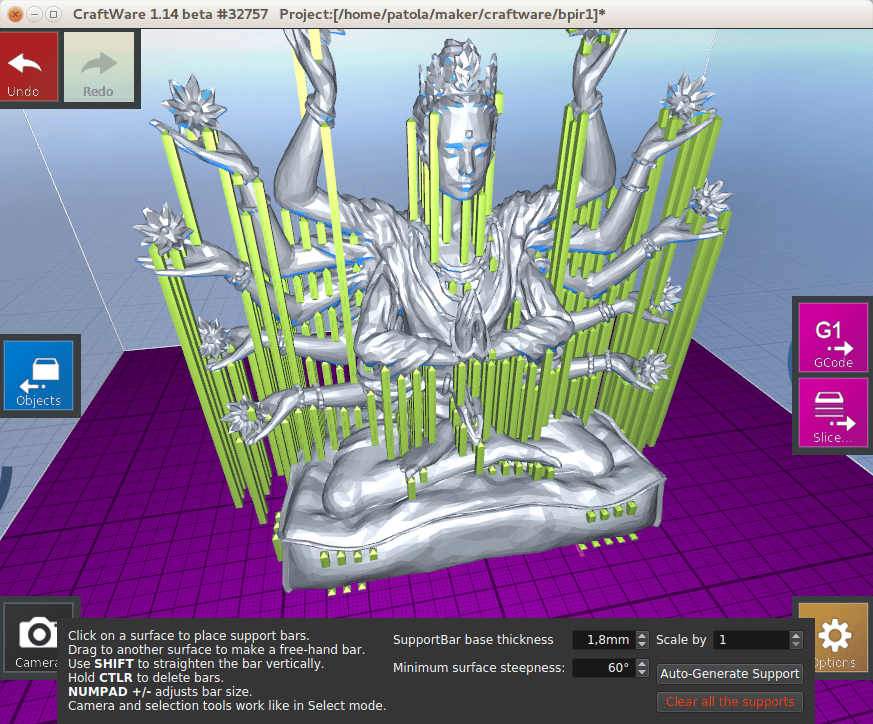 CraftWare 1.14 beta #32757 Project:[/home/patola/maker/craftware/bpir1]*
Undo
Redo
G1
GCode
Objects
Slice...
Camera
Options
Click on a surface to place support bars.
Drag to another surface to make a free-hand bar.
Use SHIFT to straighten the bar vertically.
Hold CTLR to delete bars.
NUMPAD +/- adjusts bar size.
Camera and selection tools work like in Select mode.
SupportBar base thickness 1,8mm Scale by 1
Minimum surface steepness: 60°
Auto-Generate Support
Clear all the supports